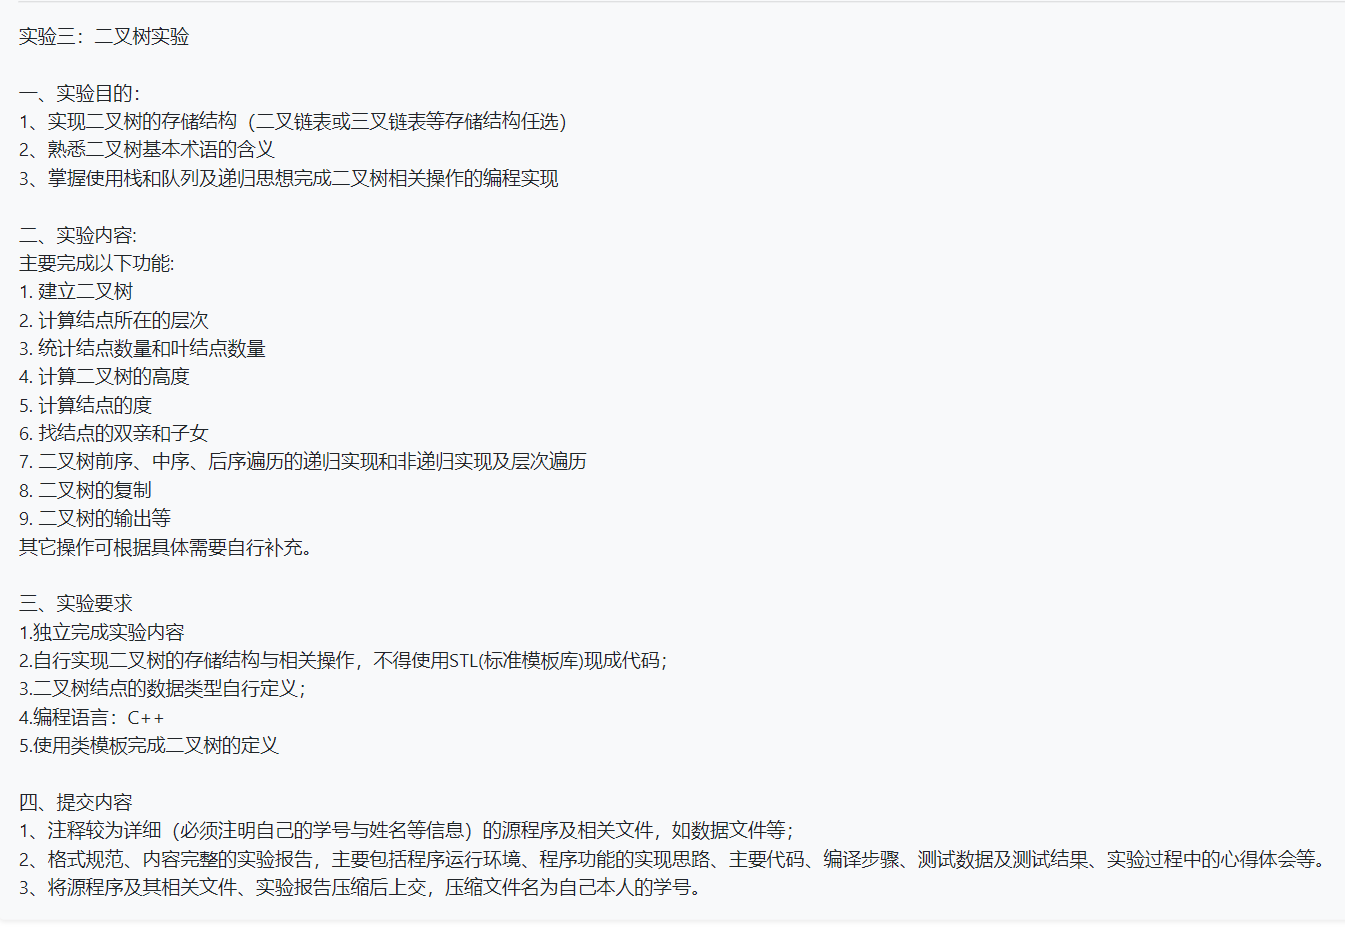 实验三：二叉树实验
一、实验目的：
1、实现二叉树的存储结构（二叉链表或三叉链表等存储结构任选）
2、熟悉二叉树基本术语的含义
3、掌握使用栈和队列及递归思想完成二叉树相关操作的编程实现
二、实验内容:
主要完成以下功能:
1. 建立二叉树
2. 计算结点所在的层次
3. 统计结点数量和叶结点数量
4. 计算二叉树的高度
5. 计算结点的度
6. 找结点的双亲和子女
7. 二叉树前序、中序、后序遍历的递归实现和非递归实现及层次遍历
8. 二叉树的复制
9. 二叉树的输出等
其它操作可根据具体需要自行补充。
三、实验要求
1.独立完成实验内容
2.自行实现二叉树的存储结构与相关操作，不得使用STL(标准模板库)现成代码；
3.二叉树结点的数据类型自行定义；
4.编程语言：C++
5.使用类模板完成二叉树的定义
四、提交内容
1、注释较为详细（必须注明自己的学号与姓名等信息）的源程序及相关文件，如数据文件等；
2、格式规范、内容完整的实验报告，主要包括程序运行环境、程序功能的实现思路、主要代码、编译步骤、测试数据及测试结果、实验过程中的心得体会等。
3、将源程序及其相关文件、实验报告压缩后上交，压缩文件名为自己本人的学号。